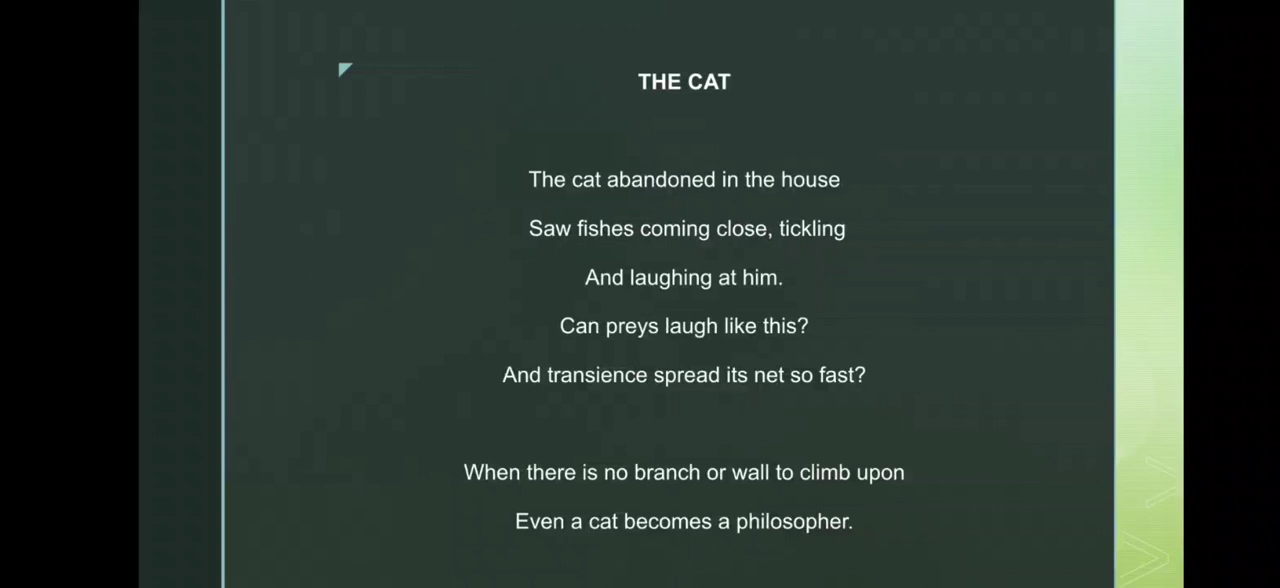 THE CAT
The cat abandoned in the house
Saw fishes coming close, tickling
And laughing at him.
Can preys laugh like this?
And transience spread its net so fast?
When there is no branch or wall to climb upon
Even a cat becomes a philosopher.